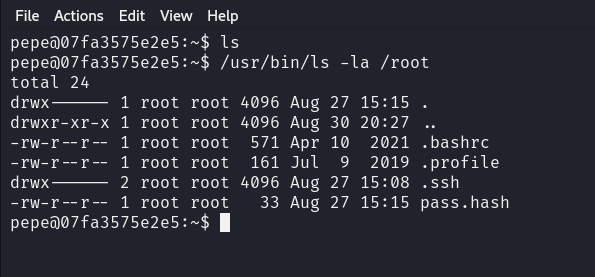 File Actions Edit View Help
pepe@07fa3575e2e5:~$ ls
pepe@07fa3575e2e5:~$ /usr/bin/ls -la /root
total 24
drwx------ 1 root root 4096 Aug 27 15:15 .
drwxr-xr-x 1 root root 4096 Aug 30 20:27 ..
-rw-r--r-- 1 root root  571 Apr 10  2021 .bashrc
-rw-r--r-- 1 root root  161 Jul  9  2019 .profile
drwx------ 2 root root 4096 Aug 27 15:08 .ssh
-rw-r--r-- 1 root root   33 Aug 27 15:15 pass.hash
pepe@07fa3575e2e5:~$